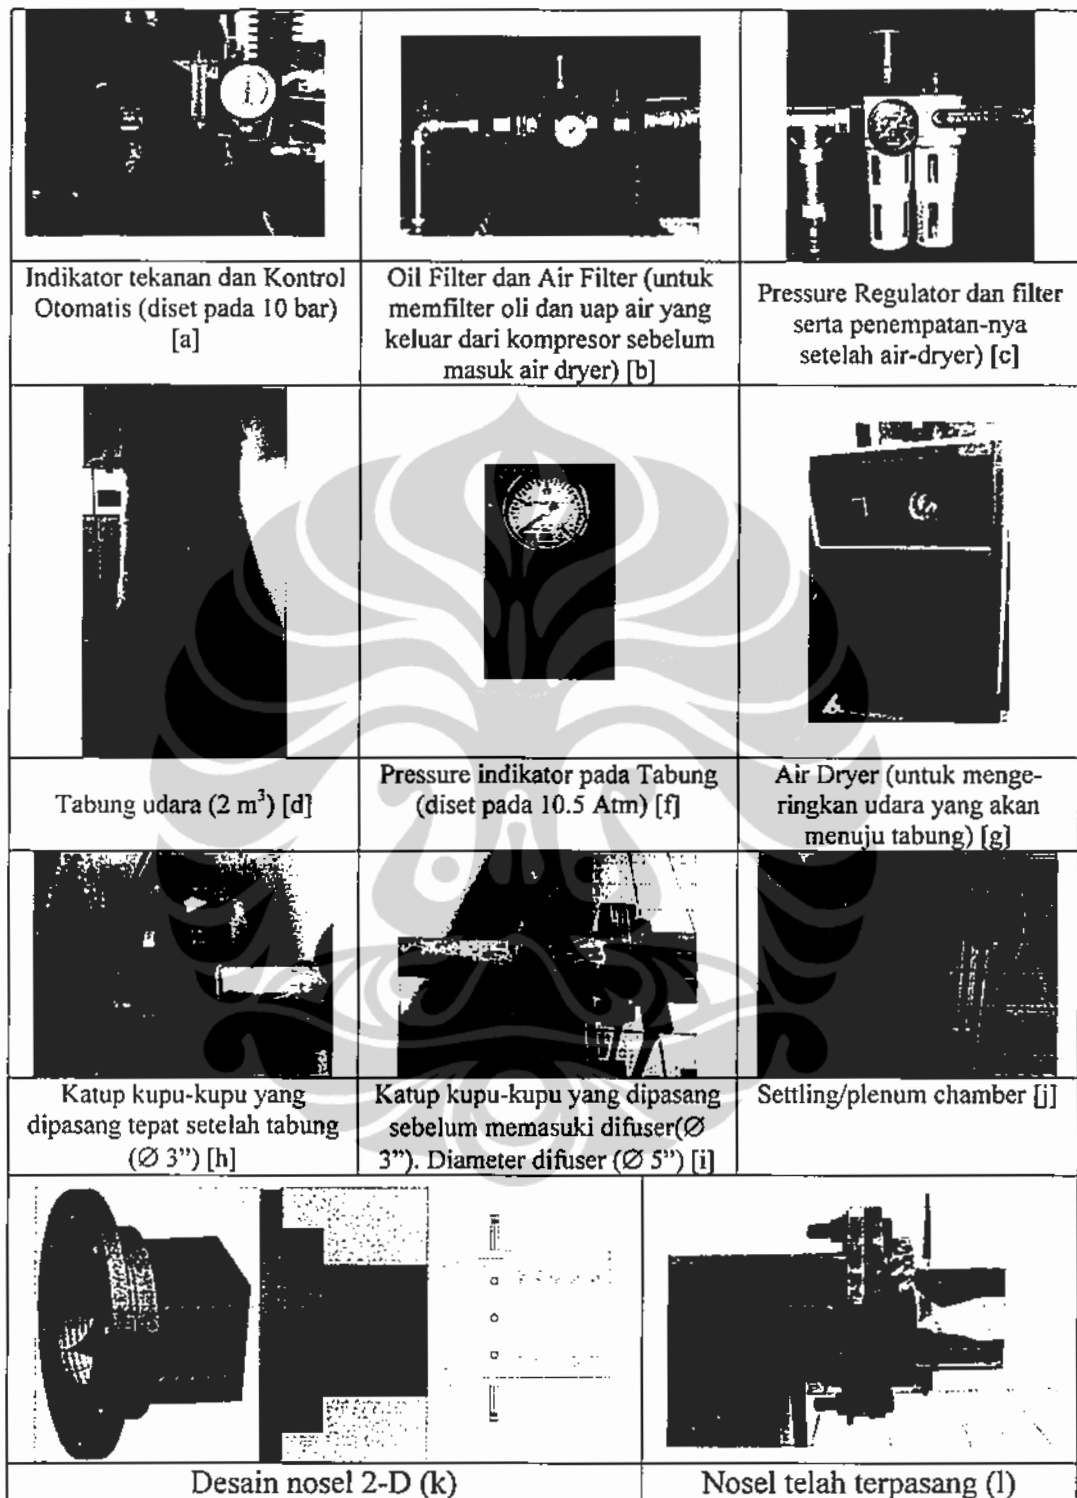 Indikator tekanan dan Kontrol
Otomatis (diset pada 10 bar)
[a]
Oil Filter dan Air Filter (untuk
memfilter oli dan uap air yang
keluar dari kompresor sebelum
masuk air dryer) [b]
Pressure Regulator dan filter
serta penempatan-nya
setelah air-dryer) [c]
Tabung udara (2 m³) [d]
Pressure indikator pada Tabung
(diset pada 10.5 Atm) [f]
Air Dryer (untuk menge-
ringkan udara yang akan
menuju tabung) [g]
Katup kupu-kupu yang
dipasang tepat setelah tabung
(Ø 3”) [h]
Katup kupu-kupu yang dipasang
sebelum memasuki difuser(Ø
3”). Diameter difuser (Ø 5”) [i]
Settling/plenum chamber [j]
Desain nosel 2-D (k)
Nosel telah terpasang (l)